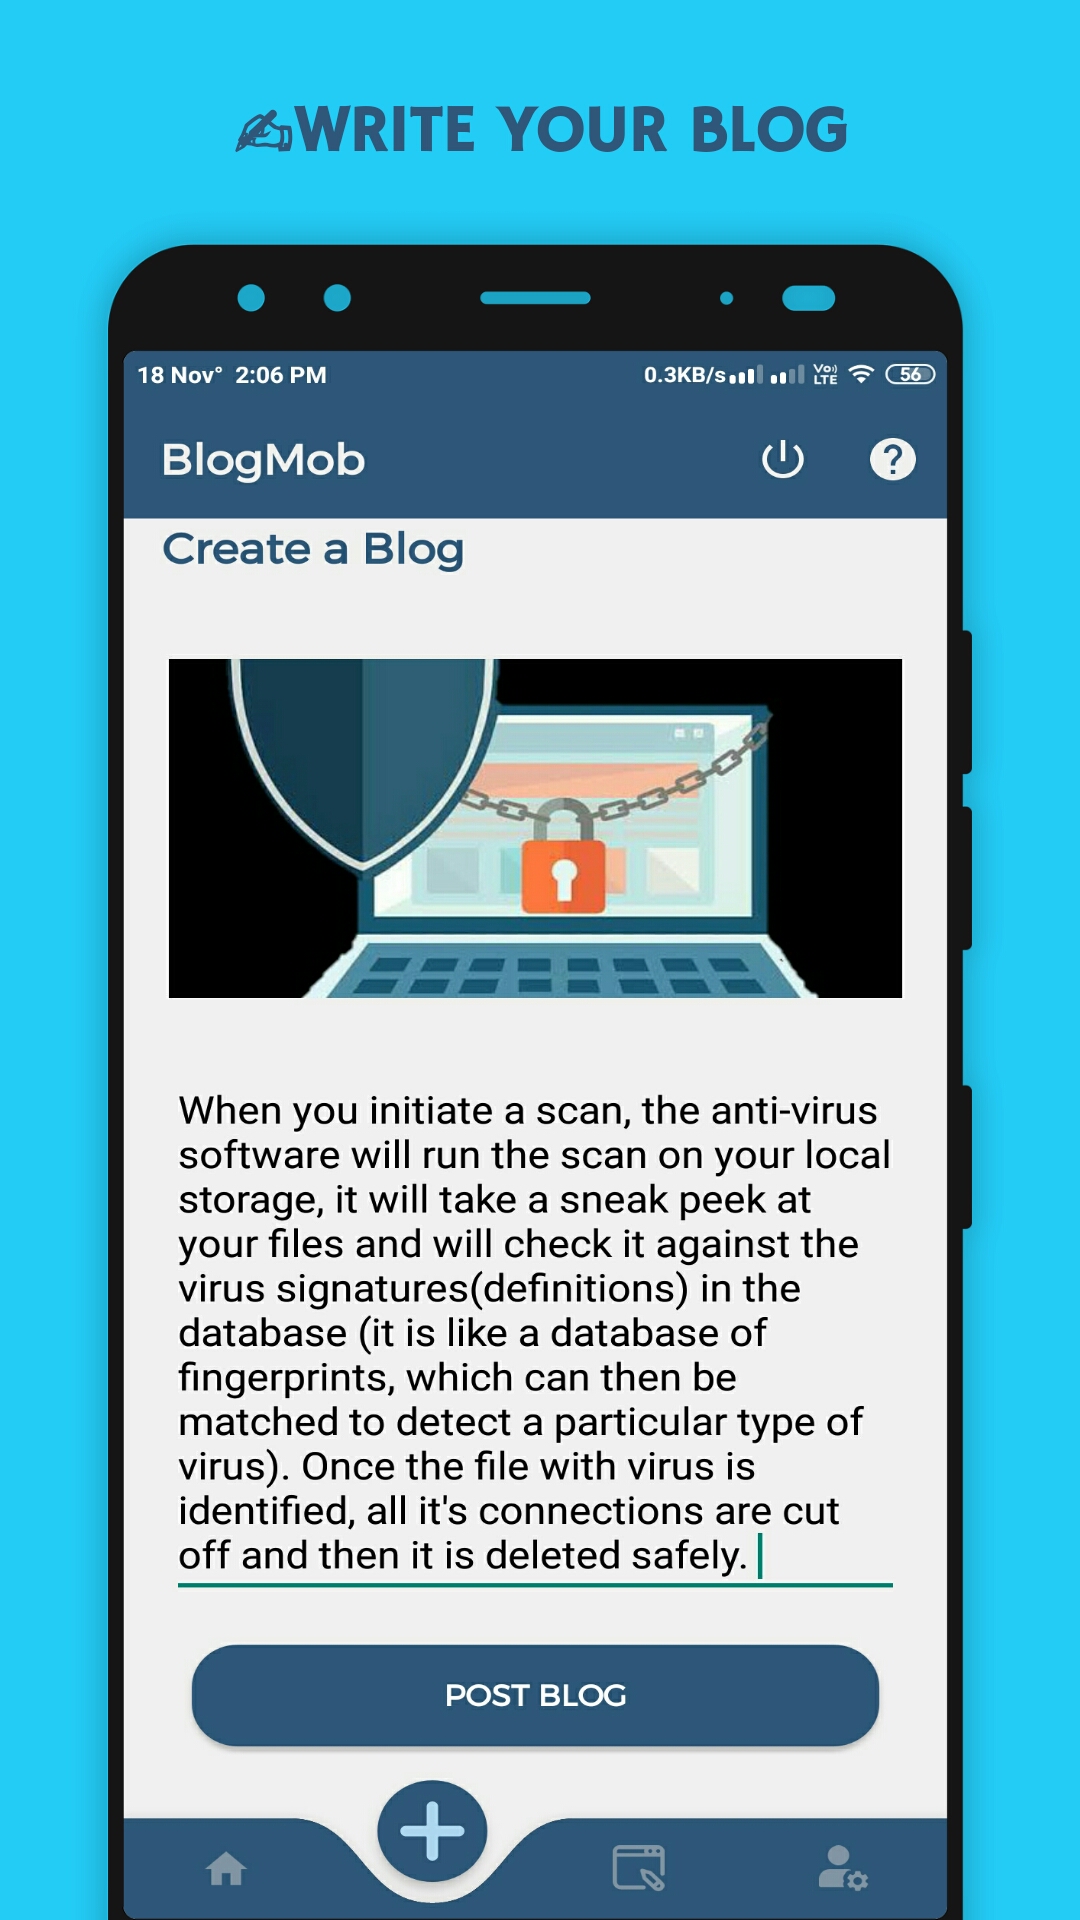 ✍WRITE YOUR BLOG
18 Nov° 2:06 PM
0.3KB/s Vo) LTE 56
BlogMob
?
Create a Blog
When you initiate a scan, the anti-virus
software will run the scan on your local
storage, it will take a sneak peek at
your files and will check it against the
virus signatures(definitions) in the
database (it is like a database of
fingerprints, which can then be
matched to detect a particular type of
virus). Once the file with virus is
identified, all it's connections are cut
off and then it is deleted safely.
POST BLOG